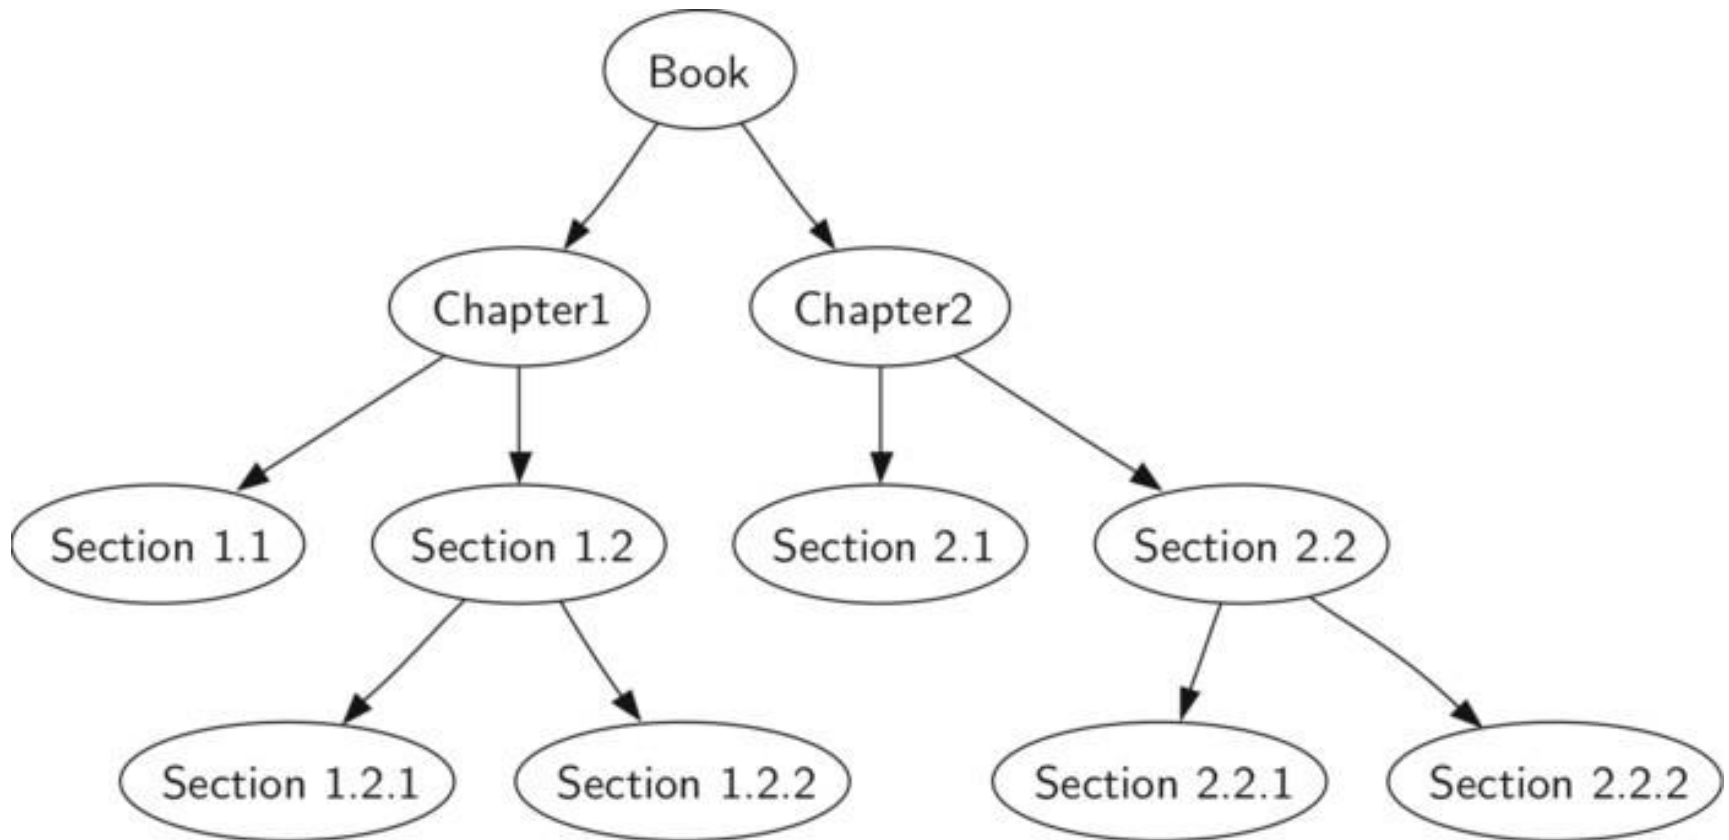 Book
Chapter1
Chapter2
Section 1.1
Section 1.2
Section 2.1
Section 2.2
Section 1.2.1
Section 1.2.2
Section 2.2.1
Section 2.2.2